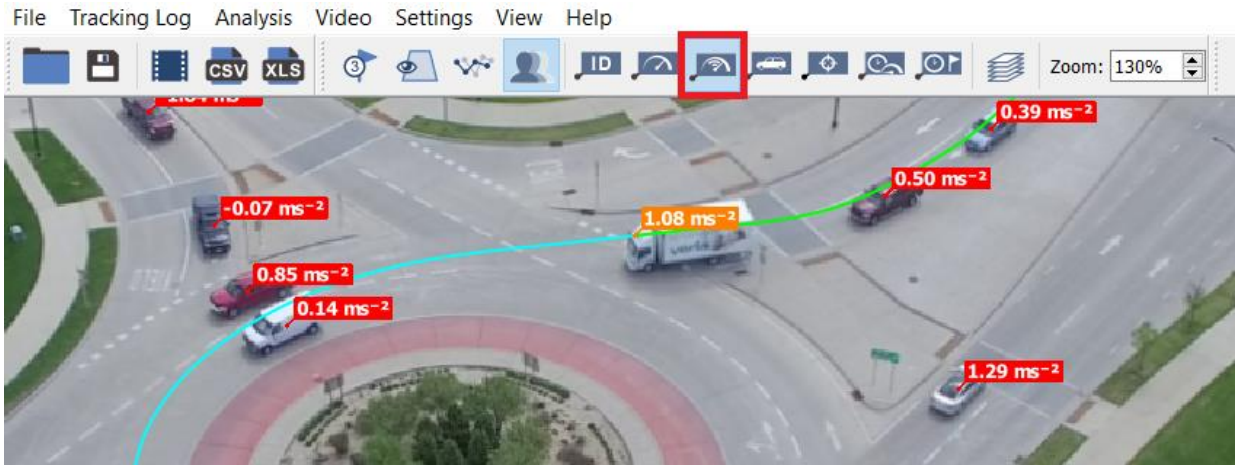 File Tracking Log Analysis Video Settings View Help
3 CSV XLS ID Zoom: 130%
0.39 ms⁻²
0.50 ms⁻²
-0.07 ms⁻²
1.08 ms⁻²
0.85 ms⁻²
0.14 ms⁻²
1.29 ms⁻²